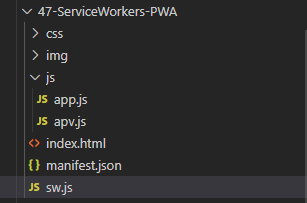 47-ServiceWorkers-PWA
css
img
js
JS app.js
JS apv.js
<> index.html
{} manifest.json
JS sw.js